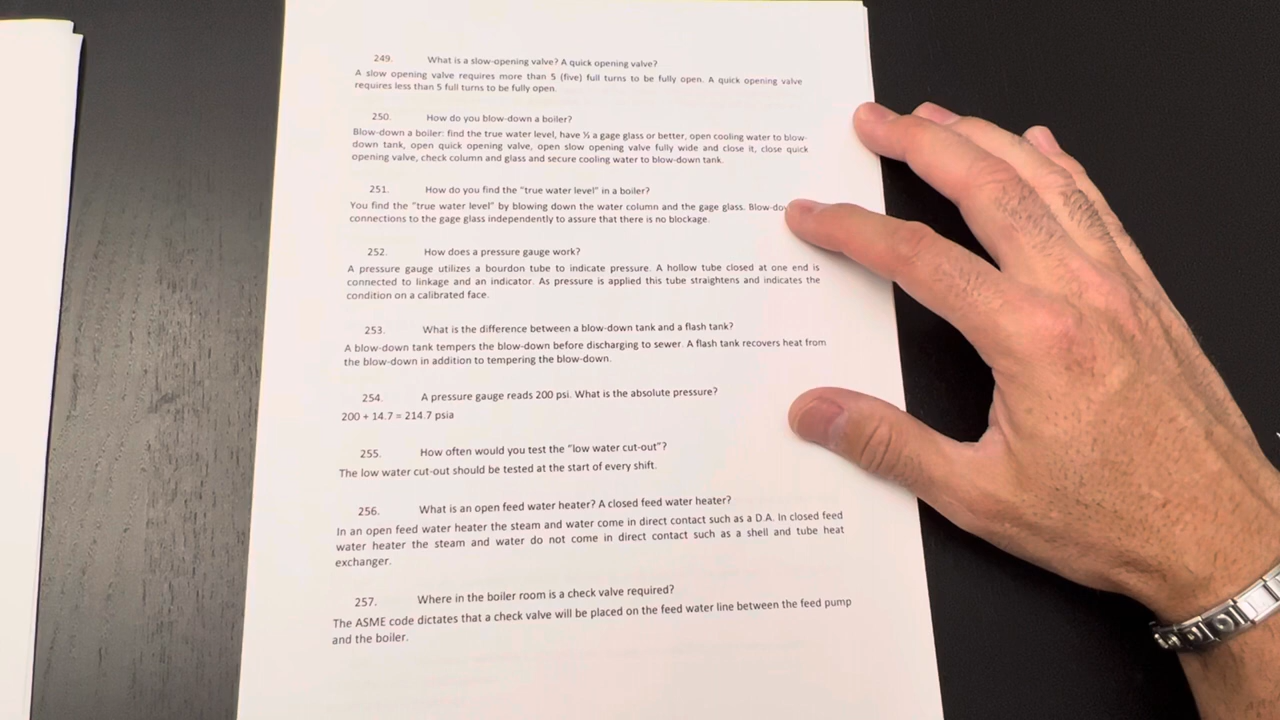 249. What is a slow-opening valve? A quick opening valve?
A slow opening valve requires more than 5 (five) full turns to be fully open. A quick opening valve
requires less than 5 full turns to be fully open.
250. How do you blow-down a boiler?
Blow-down a boiler: find the true water level, have ½ a gage glass or better, open cooling water to blow-
down tank, open quick opening valve, open slow opening valve fully wide and close it, close quick
opening valve, check column and glass and secure cooling water to blow-down tank.
251. How do you find the "true water level" in a boiler?
You find the "true water level" by blowing down the water column and the gage glass.
connections to the gage glass independently to assure that there is no blockage.
252. How does a pressure gauge work?
A pressure gauge utilizes a bourdon tube to indicate pressure. A hollow tube closed at one end is
connected to linkage and an indicator. As pressure is applied this tube straightens and indicates the
condition on a calibrated face.
253. What is the difference between a blow-down tank and a flash tank?
A blow-down tank tempers the blow-down before discharging to sewer. A flash tank recovers heat from
the blow-down in addition to tempering the blow-down.
254. A pressure gauge reads 200 psi. What is the absolute pressure?
200 + 14.7 = 214.7 psia
255. How often would you test the "low water cut-out"?
The low water cut-out should be tested at the start of every shift.
256. What is an open feed water heater? A closed feed water heater?
In an open feed water heater the steam and water come in direct contact such as a D.A. In closed feed
water heater the steam and water do not come in direct contact such as a shell and tube heat
exchanger.
257. Where in the boiler room is a check valve required?
The ASME code dictates that a check valve will be placed on the feed water line between the feed pump
and the boiler.